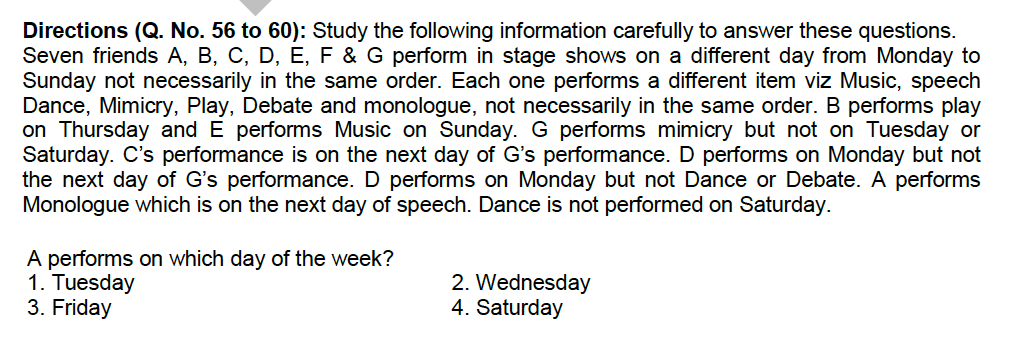 Directions (Q. No. 56 to 60): Study the following information carefully to answer these questions.
Seven friends A, B, C, D, E, F & G perform in stage shows on a different day from Monday to
Sunday not necessarily in the same order. Each one performs a different item viz Music, speech
Dance, Mimicry, Play, Debate and monologue, not necessarily in the same order. B performs play
on Thursday and E performs Music on Sunday. G performs mimicry but not on Tuesday or
Saturday. C's performance is on the next day of G's performance. D performs on Monday but not
the next day of G's performance. D performs on Monday but not Dance or Debate. A performs
Monologue which is on the next day of speech. Dance is not performed on Saturday.
A performs on which day of the week?
1. Tuesday 2. Wednesday
3. Friday 4. Saturday